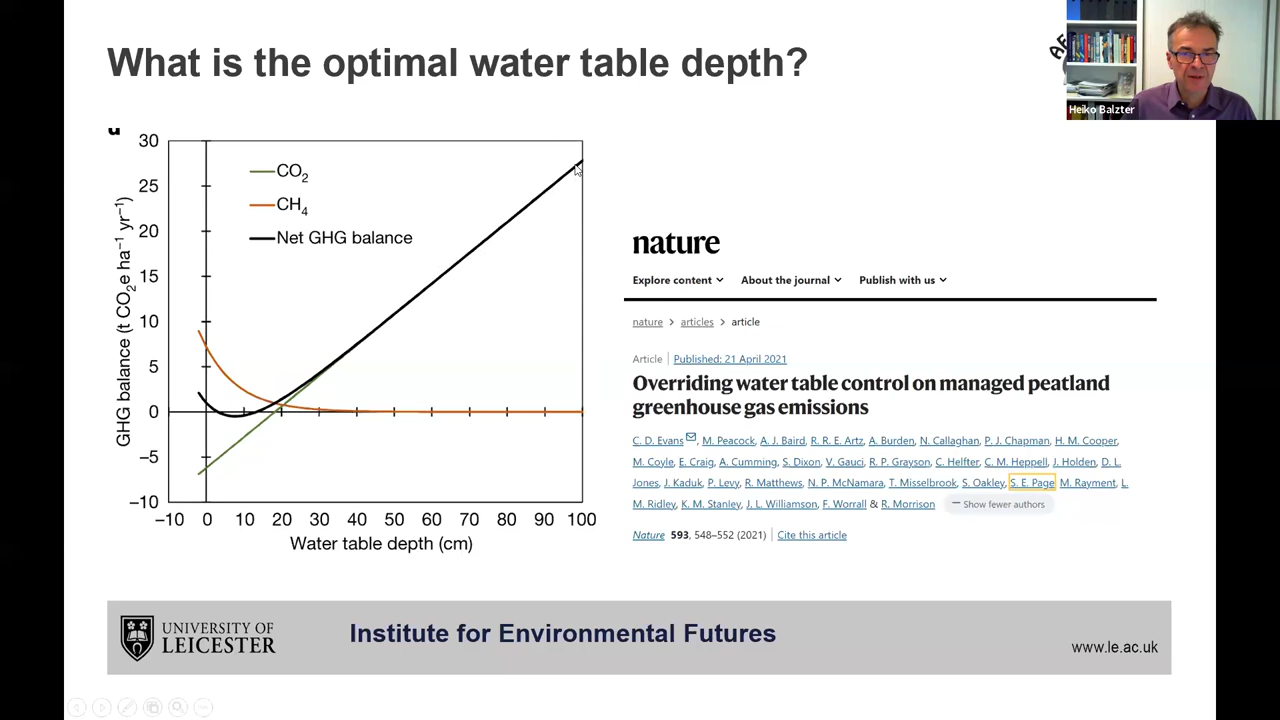 What is the optimal water table depth?
AF
Heiko Balzter
d
30
25
20
15
10
5
0
−5
−10
GHG balance (t CO2e ha−1 yr−1)
CO2
CH4
Net GHG balance
−10 0 10 20 30 40 50 60 70 80 90 100
Water table depth (cm)
nature
Explore content About the journal Publish with us
nature > articles > article
Article | Published: 21 April 2021
Overriding water table control on managed peatland
greenhouse gas emissions
C. D. Evans, M. Peacock, A. J. Baird, R. R. E. Artz, A. Burden, N. Callaghan, P. J. Chapman, H. M. Cooper,
M. Coyle, E. Craig, A. Cumming, S. Dixon, V. Gauci, R. P. Grayson, C. Helfter, C. M. Heppell, J. Holden, D. L.
Jones, J. Kaduk, P. Levy, R. Matthews, N. P. McNamara, T. Misselbrook, S. Oakley, S. E. Page M. Rayment, L.
M. Ridley, K. M. Stanley, J. L. Williamson, F. Worrall & R. Morrison − Show fewer authors
Nature 593, 548–552 (2021) | Cite this article
UNIVERSITY OF
LEICESTER
Institute for Environmental Futures
www.le.ac.uk